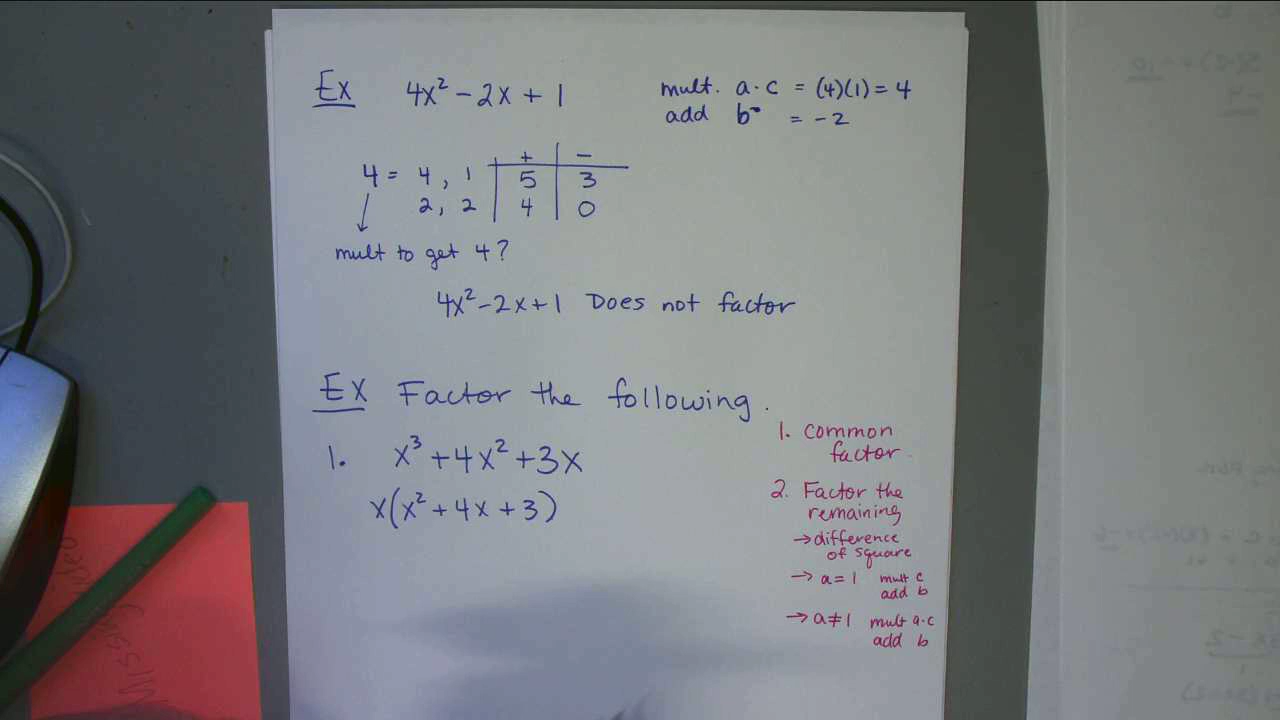 Ex 4x² - 2x + 1
mult. a · c = (4)(1) = 4
add b = -2
+ -
4 = 4, 1 5 3
2, 2 4 0
mult to get 4?
4x² - 2x + 1 Does not factor
Ex Factor the following.
1. x³ + 4x² + 3x
x(x² + 4x + 3)
1. Common
factor.
2. Factor the
remaining
→ difference
of square
→ a = 1 mult c
add b
→ a ≠ 1 mult a·c
add b